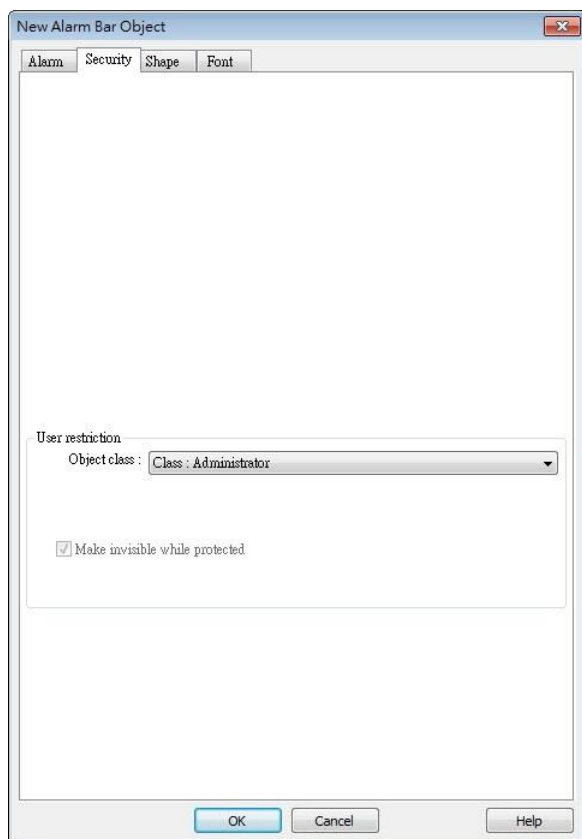 New Alarm Bar Object
Alarm Security Shape Font
User restriction
Object class : Class : Administrator
Make invisible while protected
OK Cancel Help